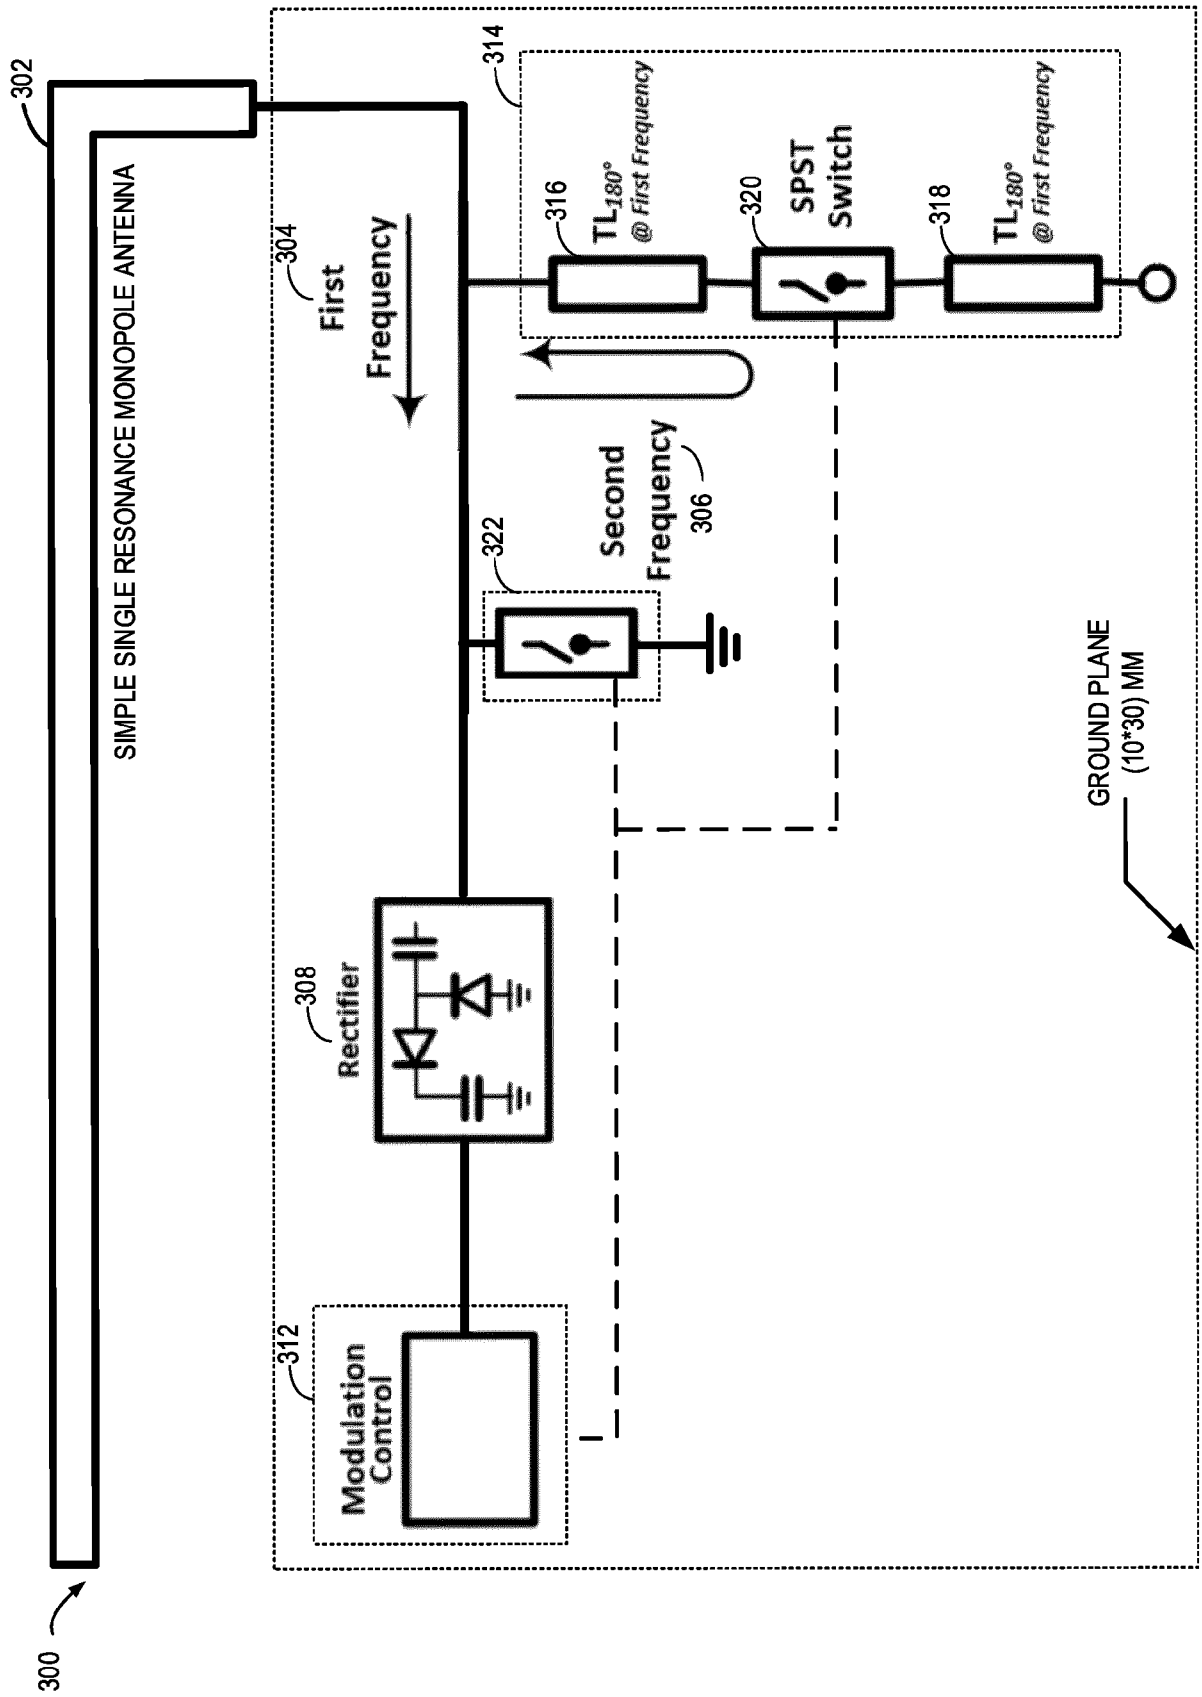 300
302
SIMPLE SINGLE RESONANCE MONOPOLE ANTENNA
312
Modulation
Control
308
Rectifier
304
First
Frequency
322
Second
Frequency
306
314
316
TL180°
@ First Frequency
320
SPST
Switch
318
TL180°
@ First Frequency
GROUND PLANE
(10*30) MM